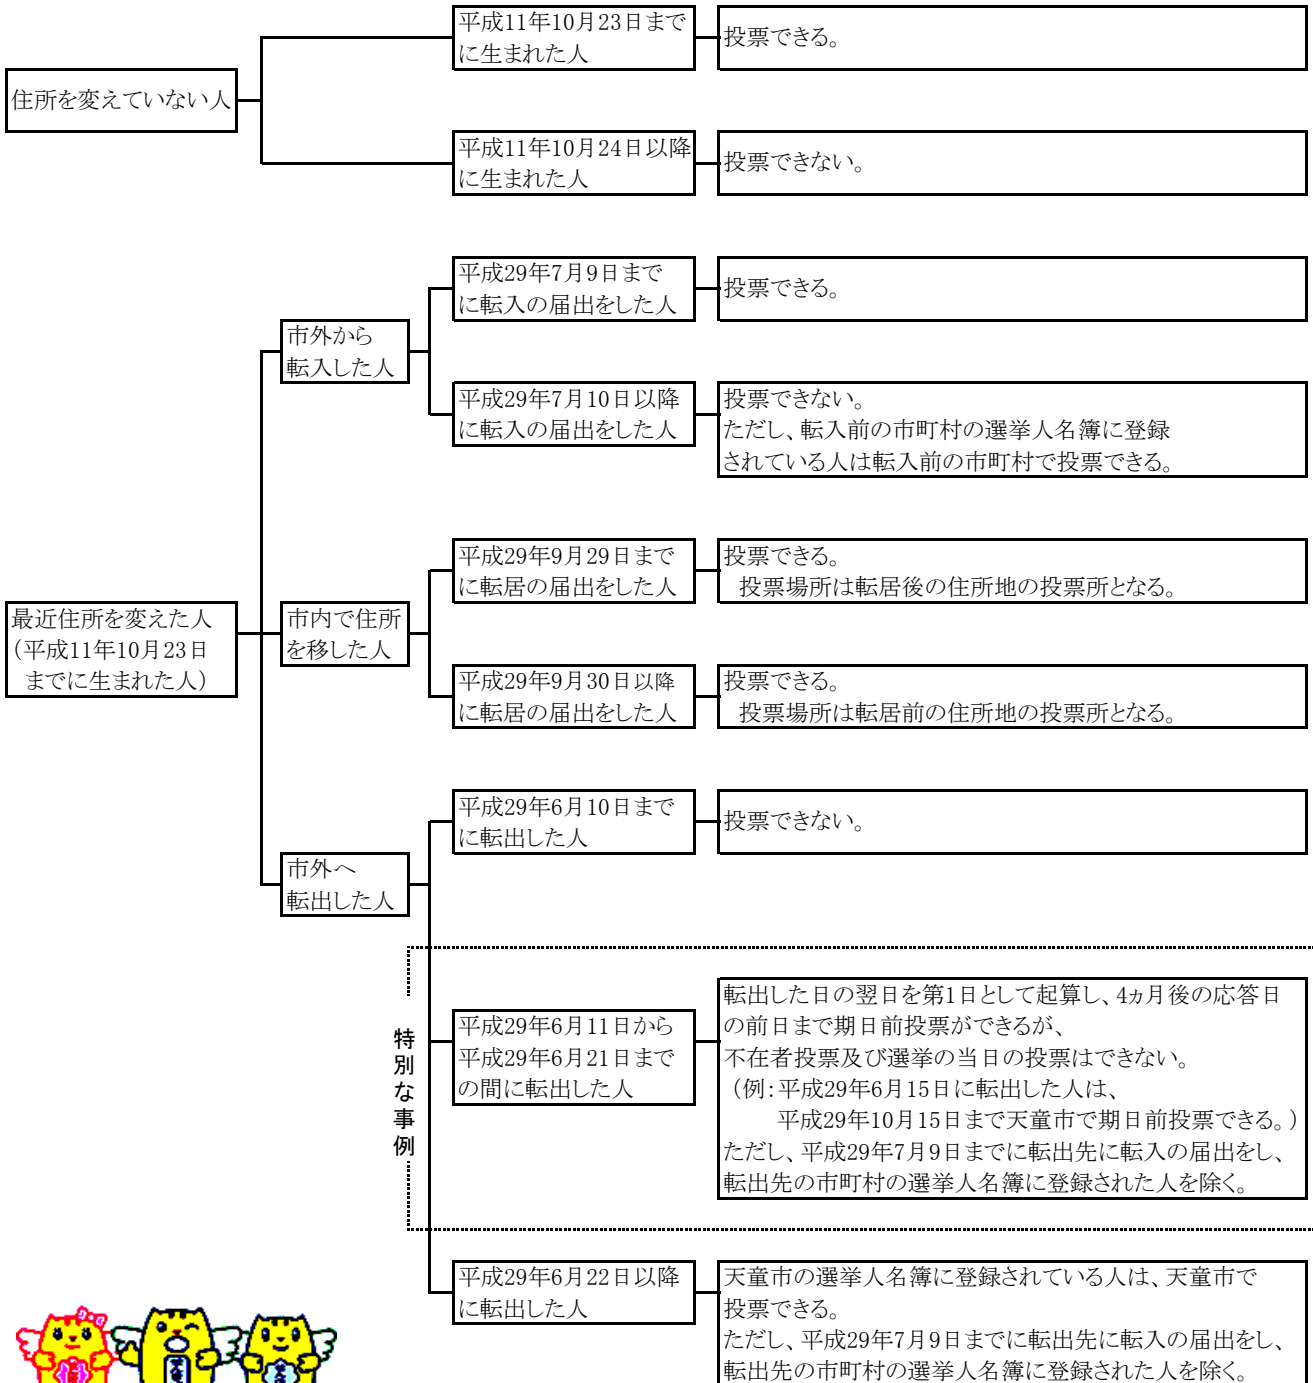 住所を変えていない人
平成11年10月23日まで
に生まれた人
投票できる。
平成11年10月24日以降
に生まれた人
投票できない。
最近住所を変えた人
(平成11年10月23日
までに生まれた人)
市外から
転入した人
平成29年7月9日まで
に転入の届出をした人
投票できる。
平成29年7月10日以降
に転入の届出をした人
投票できない。
ただし、転入前の市町村の選挙人名簿に登録
されている人は転入前の市町村で投票できる。
市内で住所
を移した人
平成29年9月29日まで
に転居の届出をした人
投票できる。
投票場所は転居後の住所地の投票所となる。
平成29年9月30日以降
に転居の届出をした人
投票できる。
投票場所は転居前の住所地の投票所となる。
市外へ
転出した人
平成29年6月10日まで
に転出した人
投票できない。
特別な事例
平成29年6月11日から
平成29年6月21日まで
の間に転出した人
転出した日の翌日を第1日として起算し、4ヵ月後の応答日
の前日まで期日前投票ができるが、
不在者投票及び選挙の当日の投票はできない。
(例:平成29年6月15日に転出した人は、
平成29年10月15日まで天童市で期日前投票できる。)
ただし、平成29年7月9日までに転出先に転入の届出をし、
転出先の市町村の選挙人名簿に登録された人を除く。
平成29年6月22日以降
に転出した人
天童市の選挙人名簿に登録されている人は、天童市で
投票できる。
ただし、平成29年7月9日までに転出先に転入の届出をし、
転出先の市町村の選挙人名簿に登録された人を除く。